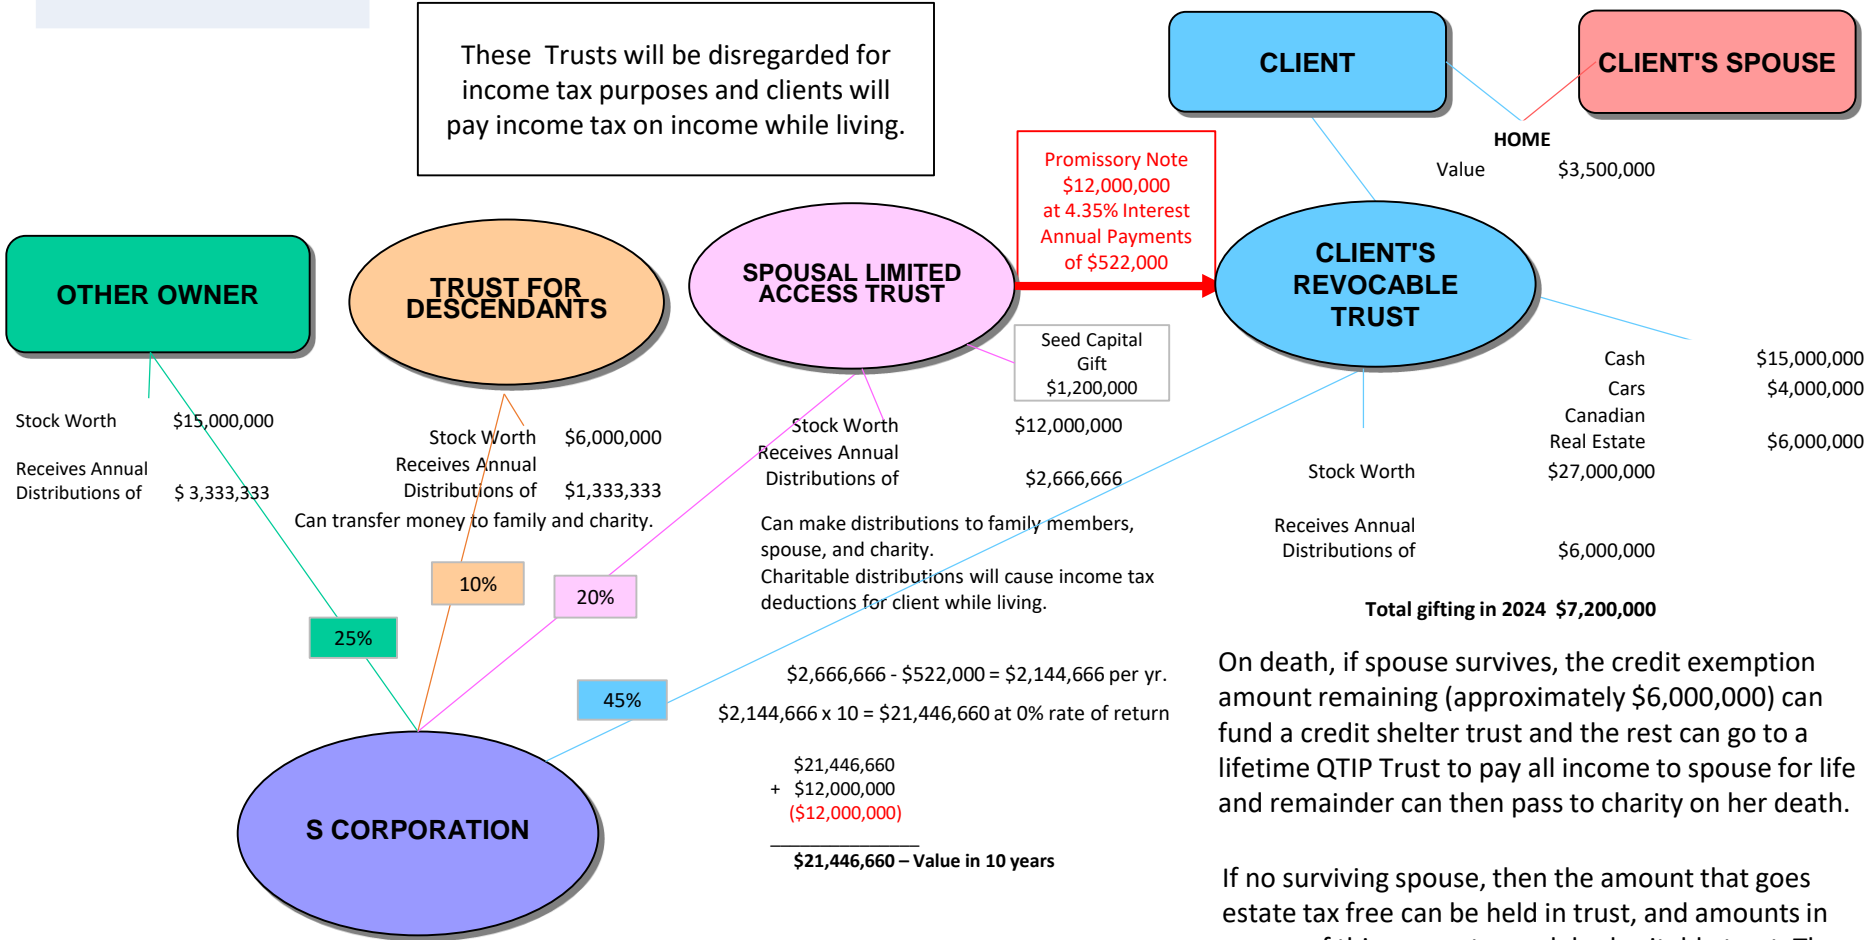 These Trusts will be disregarded for
income tax purposes and clients will
pay income tax on income while living.
CLIENT
CLIENT'S SPOUSE
HOME
Value $3,500,000
Promissory Note
$12,000,000
at 4.35% Interest
Annual Payments
of $522,000
OTHER OWNER
TRUST FOR
DESCENDANTS
SPOUSAL LIMITED
ACCESS TRUST
CLIENT'S
REVOCABLE
TRUST
Seed Capital
Gift
$1,200,000
Stock Worth $15,000,000
Receives Annual
Distributions of $ 3,333,333
Stock Worth $6,000,000
Receives Annual
Distributions of $1,333,333
Can transfer money to family and charity.
Stock Worth $12,000,000
Receives Annual
Distributions of $2,666,666
Can make distributions to family members,
spouse, and charity.
Charitable distributions will cause income tax
deductions for client while living.
Cash $15,000,000
Cars $4,000,000
Canadian
Real Estate $6,000,000
Stock Worth $27,000,000
Receives Annual
Distributions of $6,000,000
Total gifting in 2024 $7,200,000
10%
20%
25%
45%
S CORPORATION
$2,666,666 - $522,000 = $2,144,666 per yr.
$2,144,666 x 10 = $21,446,660 at 0% rate of return
$21,446,660
+ $12,000,000
($12,000,000)
$21,446,660 – Value in 10 years
On death, if spouse survives, the credit exemption
amount remaining (approximately $6,000,000) can
fund a credit shelter trust and the rest can go to a
lifetime QTIP Trust to pay all income to spouse for life
and remainder can then pass to charity on her death.
If no surviving spouse, then the amount that goes
estate tax free can be held in trust, and amounts in